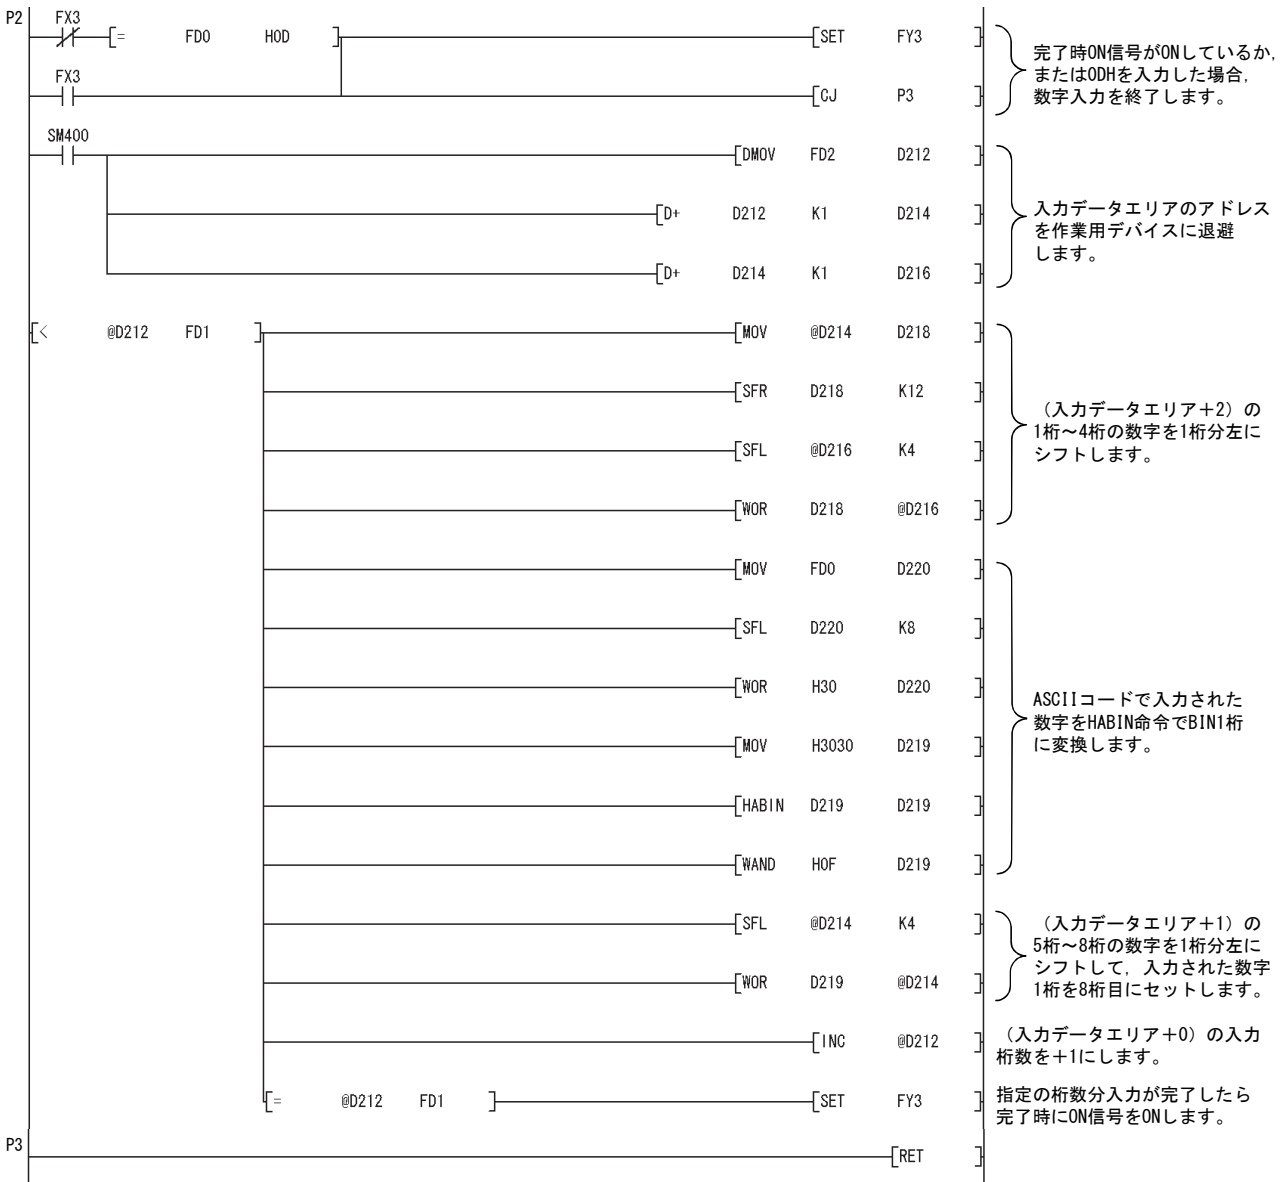 P2
FX3
[= FD0 H0D ]
[SET FY3 ]
FX3
[CJ P3 ]
完了時ON信号がONしているか,
または0DHを入力した場合,
数字入力を終了します。
SM400
[DMOV FD2 D212 ]
[D+ D212 K1 D214 ]
[D+ D214 K1 D216 ]
入力データエリアのアドレス
を作業用デバイスに退避
します。
[< @D212 FD1 ]
[MOV @D214 D218 ]
[SFR D218 K12 ]
[SFL @D216 K4 ]
[WOR D218 @D216 ]
（入力データエリア＋2）の
1桁～4桁の数字を1桁分左に
シフトします。
[MOV FD0 D220 ]
[SFL D220 K8 ]
[WOR H30 D220 ]
[MOV H3030 D219 ]
[HABIN D219 D219 ]
[WAND H0F D219 ]
ASCIIコードで入力された
数字をHABIN命令でBIN1桁
に変換します。
[SFL @D214 K4 ]
[WOR D219 @D214 ]
（入力データエリア＋1）の
5桁～8桁の数字を1桁分左に
シフトして，入力された数字
1桁を8桁目にセットします。
[INC @D212 ]
（入力データエリア＋0）の入力
桁数を＋1にします。
[= @D212 FD1 ]
[SET FY3 ]
指定の桁数分入力が完了したら
完了時にON信号をONします。
P3
[RET ]